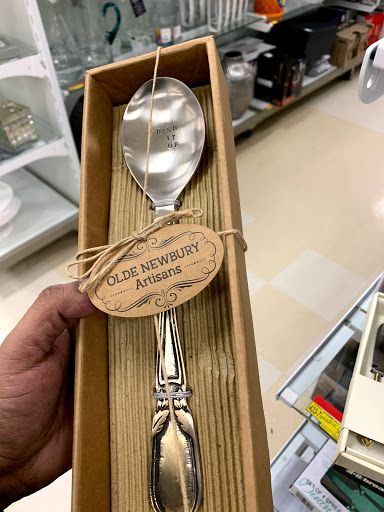 DISH
IT
UP
OLDE NEWBURY
Artisans